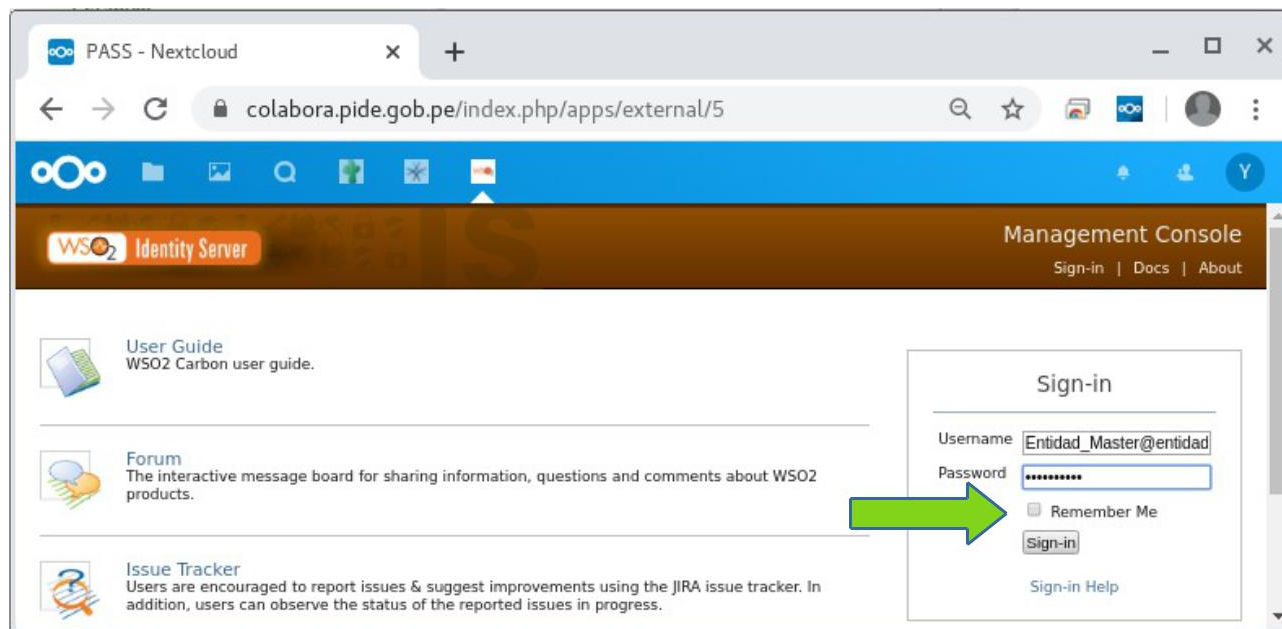 PASS - Nextcloud
colabora.pide.gob.pe/index.php/apps/external/5
Y
WSO2 Identity Server
IS
Management Console
Sign-in | Docs | About
User Guide
WSO2 Carbon user guide.
Forum
The interactive message board for sharing information, questions and comments about WSO2
products.
Issue Tracker
Users are encouraged to report issues & suggest improvements using the JIRA issue tracker. In
addition, users can observe the status of the reported issues in progress.
Sign-in
Username Entidad_Master@entidad
Password ••••••••••
Remember Me
Sign-in
Sign-in Help